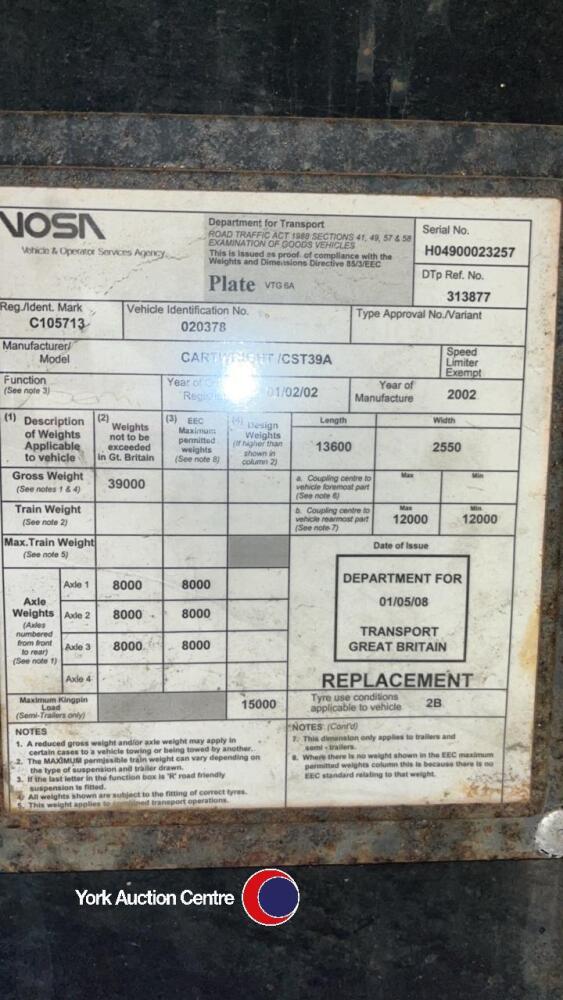 VOSA
Vehicle & Operator Services Agency
Department for Transport
ROAD TRAFFIC ACT 1988 SECTIONS 41, 49, 57 & 58
EXAMINATION OF GOODS VEHICLES
This is issued as proof of compliance with the
Weights and Dimensions Directive 85/3/EEC
Plate VTG 6A
Serial No.
H04900023257
DTp Ref. No.
313877
Reg./Ident. Mark
C105713
Vehicle Identification No.
020378
Type Approval No./Variant
Manufacturer/
Model
CARTWRIGHT /CST39A
Speed
Limiter
Exempt
Function
(See note 3)
Year of
01/02/02
Year of
Manufacture
2002
(1) Description
of Weights
Applicable
to vehicle
(2) Weights
not to be
exceeded
in Gt. Britain
(3) EEC
Maximum
permitted
weights
(See note 8)
(4) Design
Weights
(If higher than
shown in
column 2)
Length
13600
Width
2550
Gross Weight
(See notes 1 & 4)
39000
a. Coupling centre to
vehicle foremost part
(See note 6)
Max
Min
Train Weight
(See note 2)
b. Coupling centre to
vehicle rearmost part
(See note 7)
Max
12000
Min.
12000
Max.Train Weight
(See note 5)
Date of Issue
Axle
Weights
(Axles
numbered
from front
to rear)
(See note 1)
Axle 1 8000 8000
Axle 2 8000 8000
Axle 3 8000 8000
Axle 4
DEPARTMENT FOR
01/05/08
TRANSPORT
GREAT BRITAIN
REPLACEMENT
Maximum Kingpin
Load
(Semi-Trailers only)
15000
Tyre use conditions
applicable to vehicle 2B
NOTES
1. A reduced gross weight and/or axle weight may apply in
certain cases to a vehicle towing or being towed by another.
2. The MAXIMUM permissible train weight can vary depending on
the type of suspension and trailer drawn.
3. If the last letter in the function box is 'R' road friendly
suspension is fitted.
4. All weights shown are subject to the fitting of correct tyres.
5. This weight applies to combined transport operations.
NOTES (Cont'd)
7. This dimension only applies to trailers and
semi - trailers.
8. Where there is no weight shown in the EEC maximum
permitted weights column this is because there is no
EEC standard relating to that weight.
York Auction Centre